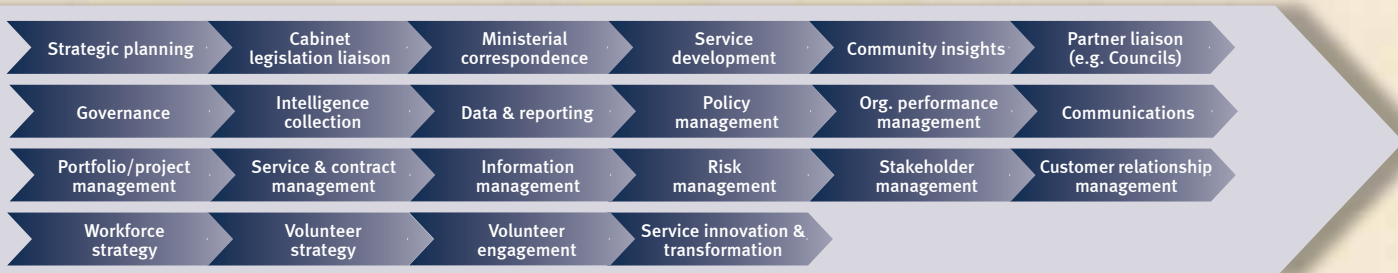 Strategic planning
Cabinet
legislation liaison
Ministerial
correspondence
Service
development
Community insights
Partner liaison
(e.g. Councils)
Governance
Intelligence
collection
Data & reporting
Policy
management
Org. performance
management
Communications
Portfolio/project
management
Service & contract
management
Information
management
Risk
management
Stakeholder
management
Customer relationship
management
Workforce
strategy
Volunteer
strategy
Volunteer
engagement
Service innovation &
transformation